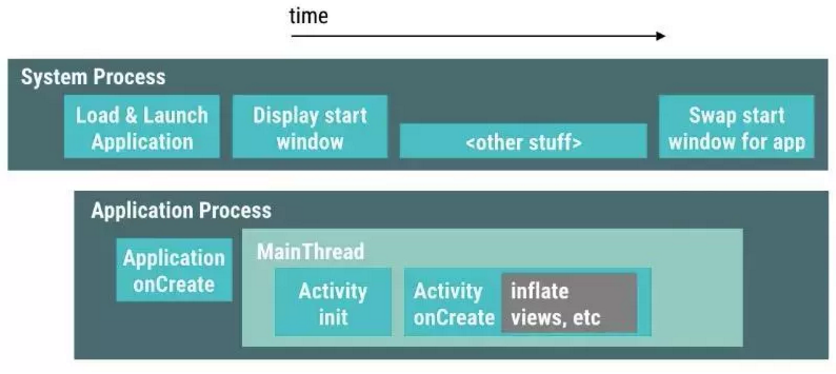 time
System Process
Load & Launch
Application
Display start
window
<other stuff>
Swap start
window for app
Application Process
Application
onCreate
MainThread
Activity
init
Activity
onCreate
inflate
views, etc